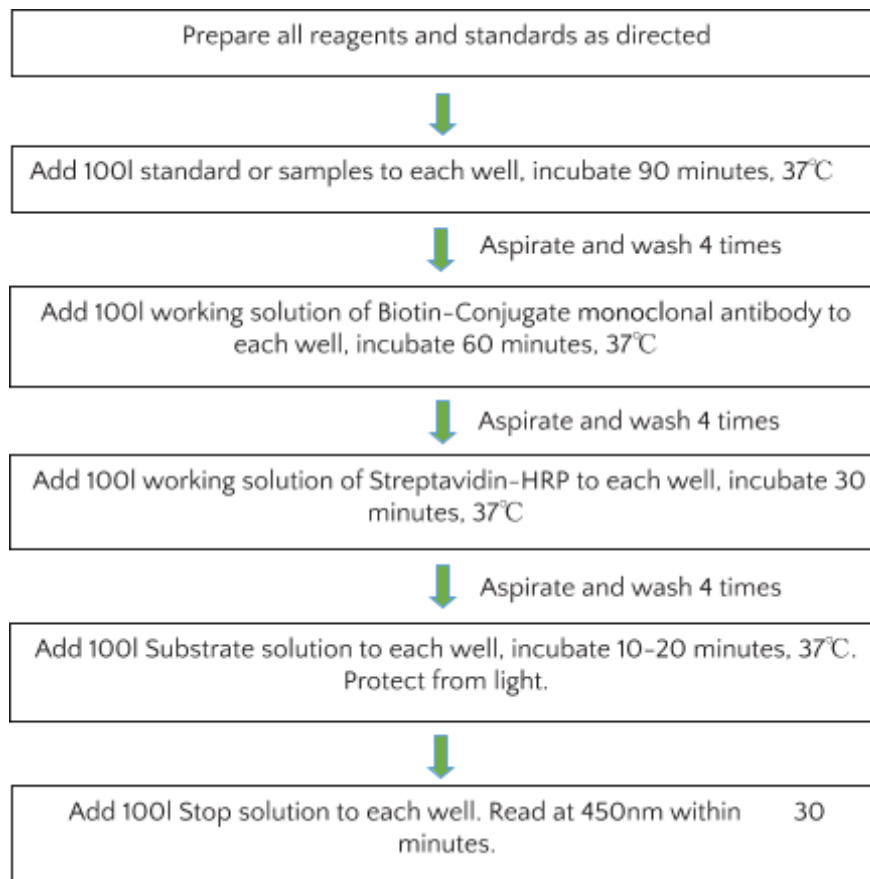 Prepare all reagents and standards as directed
Add 100l standard or samples to each well, incubate 90 minutes, 37℃
Aspirate and wash 4 times
Add 100l working solution of Biotin-Conjugate monoclonal antibody to
each well, incubate 60 minutes, 37℃
Aspirate and wash 4 times
Add 100l working solution of Streptavidin-HRP to each well, incubate 30
minutes, 37℃
Aspirate and wash 4 times
Add 100l Substrate solution to each well, incubate 10-20 minutes, 37℃.
Protect from light.
Add 100l Stop solution to each well. Read at 450nm within 30
minutes.